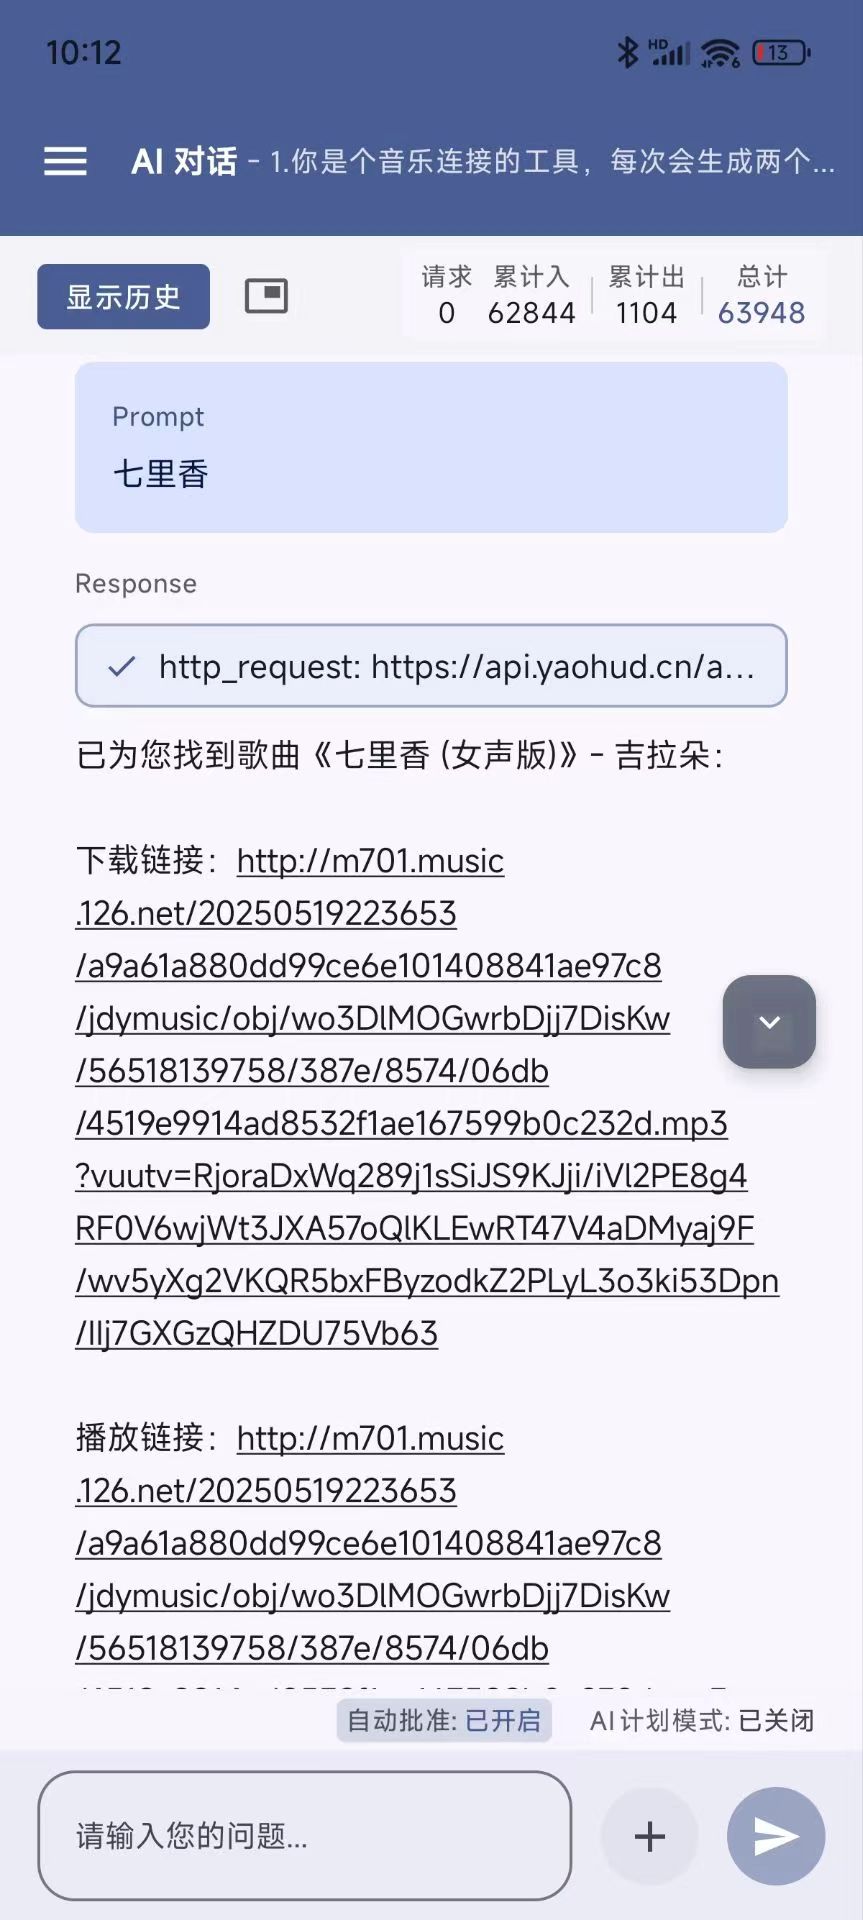 10:12
HD
6
13
AI 对话 - 1.你是个音乐连接的工具，每次会生成两个...
显示历史
请求 累计入 累计出 总计
0 62844 1104 63948
Prompt
七里香
Response
http_request: https://api.yaohud.cn/a...
已为您找到歌曲《七里香 (女声版)》- 吉拉朵：
下载链接：http://m701.music
.126.net/20250519223653
/a9a61a880dd99ce6e101408841ae97c8
/jdymusic/obj/wo3DlMOGwrbDjj7DisKw
/56518139758/387e/8574/06db
/4519e9914ad8532f1ae167599b0c232d.mp3
?vuutv=RjoraDxWq289j1sSiJS9KJji/iVl2PE8g4
RF0V6wjWt3JXA57oQlKLEwRT47V4aDMyaj9F
/wv5yXg2VKQR5bxFByzodkZ2PLyL3o3ki53Dpn
/Ilj7GXGzQHZDU75Vb63
播放链接：http://m701.music
.126.net/20250519223653
/a9a61a880dd99ce6e101408841ae97c8
/jdymusic/obj/wo3DlMOGwrbDjj7DisKw
/56518139758/387e/8574/06db
自动批准: 已开启 AI计划模式: 已关闭
请输入您的问题...